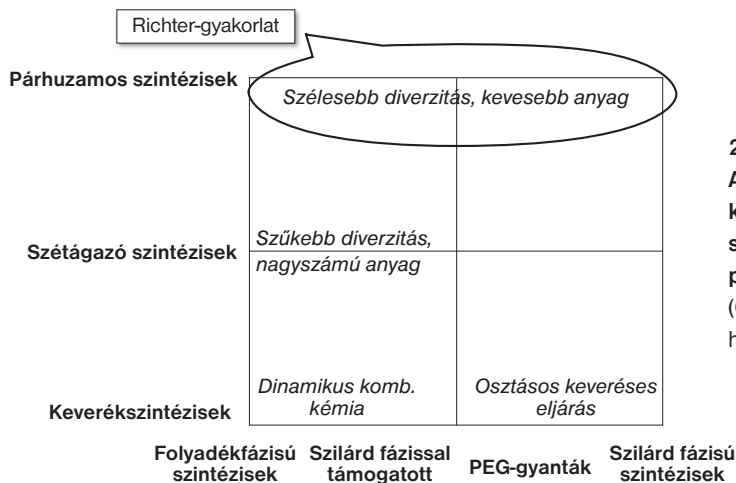 Richter-gyakorlat
Párhuzamos szintézisek
Szélesebb diverzitás, kevesebb anyag
Szétágazó szintézisek
Szűkebb diverzitás,
nagyszámú anyag
Keverékszintézisek
Dinamikus komb.
kémia
Osztásos keveréses
eljárás
Folyadékfázisú
szintézisek
Szilárd fázissal
támogatott
PEG-gyanták
Szilárd fázisú
szintézisek